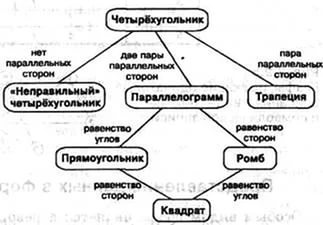 Четырёхугольник
нет
параллельных
сторон
две пары
параллельных
сторон
пара
параллельных
сторон
«Неправильный»
четырёхугольник
Параллелограмм
Трапеция
равенство
углов
равенство
сторон
Прямоугольник
Ромб
равенство
сторон
равенство
углов
Квадрат